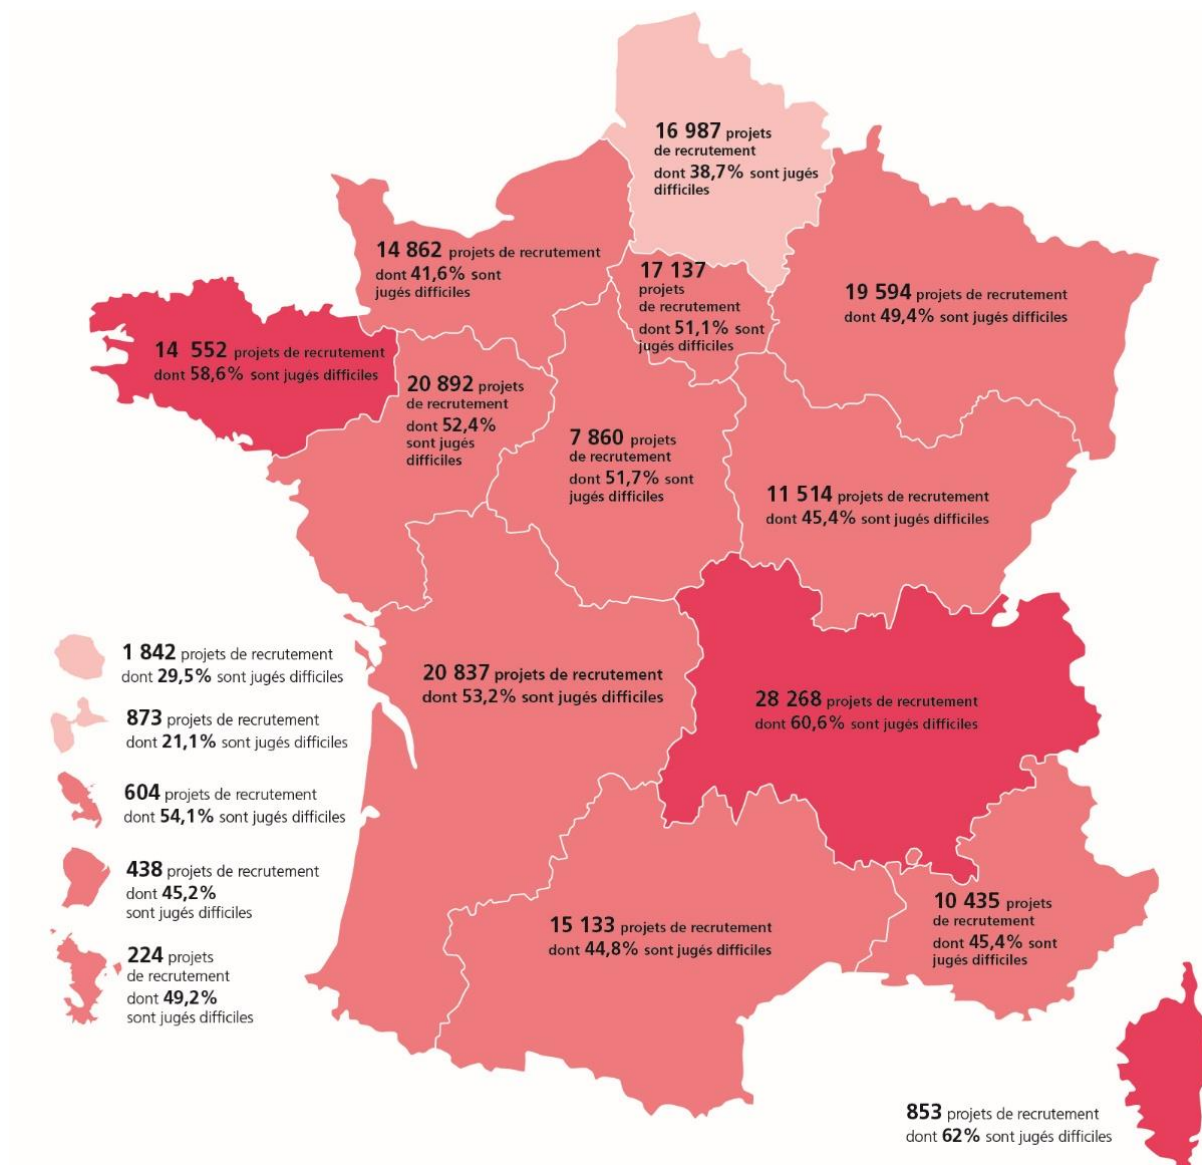 16 987 projets
de recrutement
dont 38,7% sont jugés
difficiles
14 862 projets de recrutement
dont 41,6% sont
jugés difficiles
17 137
projets
de recrutement
dont 51,1% sont
jugés difficiles
19 594 projets de recrutement
dont 49,4% sont jugés difficiles
14 552 projets de recrutement
dont 58,6% sont jugés difficiles
20 892 projets
de recrutement
dont 52,4%
sont jugés
difficiles
7 860 projets
de recrutement
dont 51,7% sont
jugés difficiles
11 514 projets de recrutement
dont 45,4% sont jugés difficiles
1 842 projets de recrutement
dont 29,5% sont jugés difficiles
873 projets de recrutement
dont 21,1% sont jugés difficiles
604 projets de recrutement
dont 54,1% sont jugés difficiles
438 projets de recrutement
dont 45,2%
sont jugés difficiles
224 projets
de recrutement
dont 49,2%
sont jugés difficiles
20 837 projets de recrutement
dont 53,2% sont jugés difficiles
28 268 projets de recrutement
dont 60,6% sont jugés difficiles
15 133 projets de recrutement
dont 44,8% sont jugés difficiles
10 435 projets
de recrutement
dont 45,4% sont
jugés difficiles
853 projets de recrutement
dont 62% sont jugés difficiles